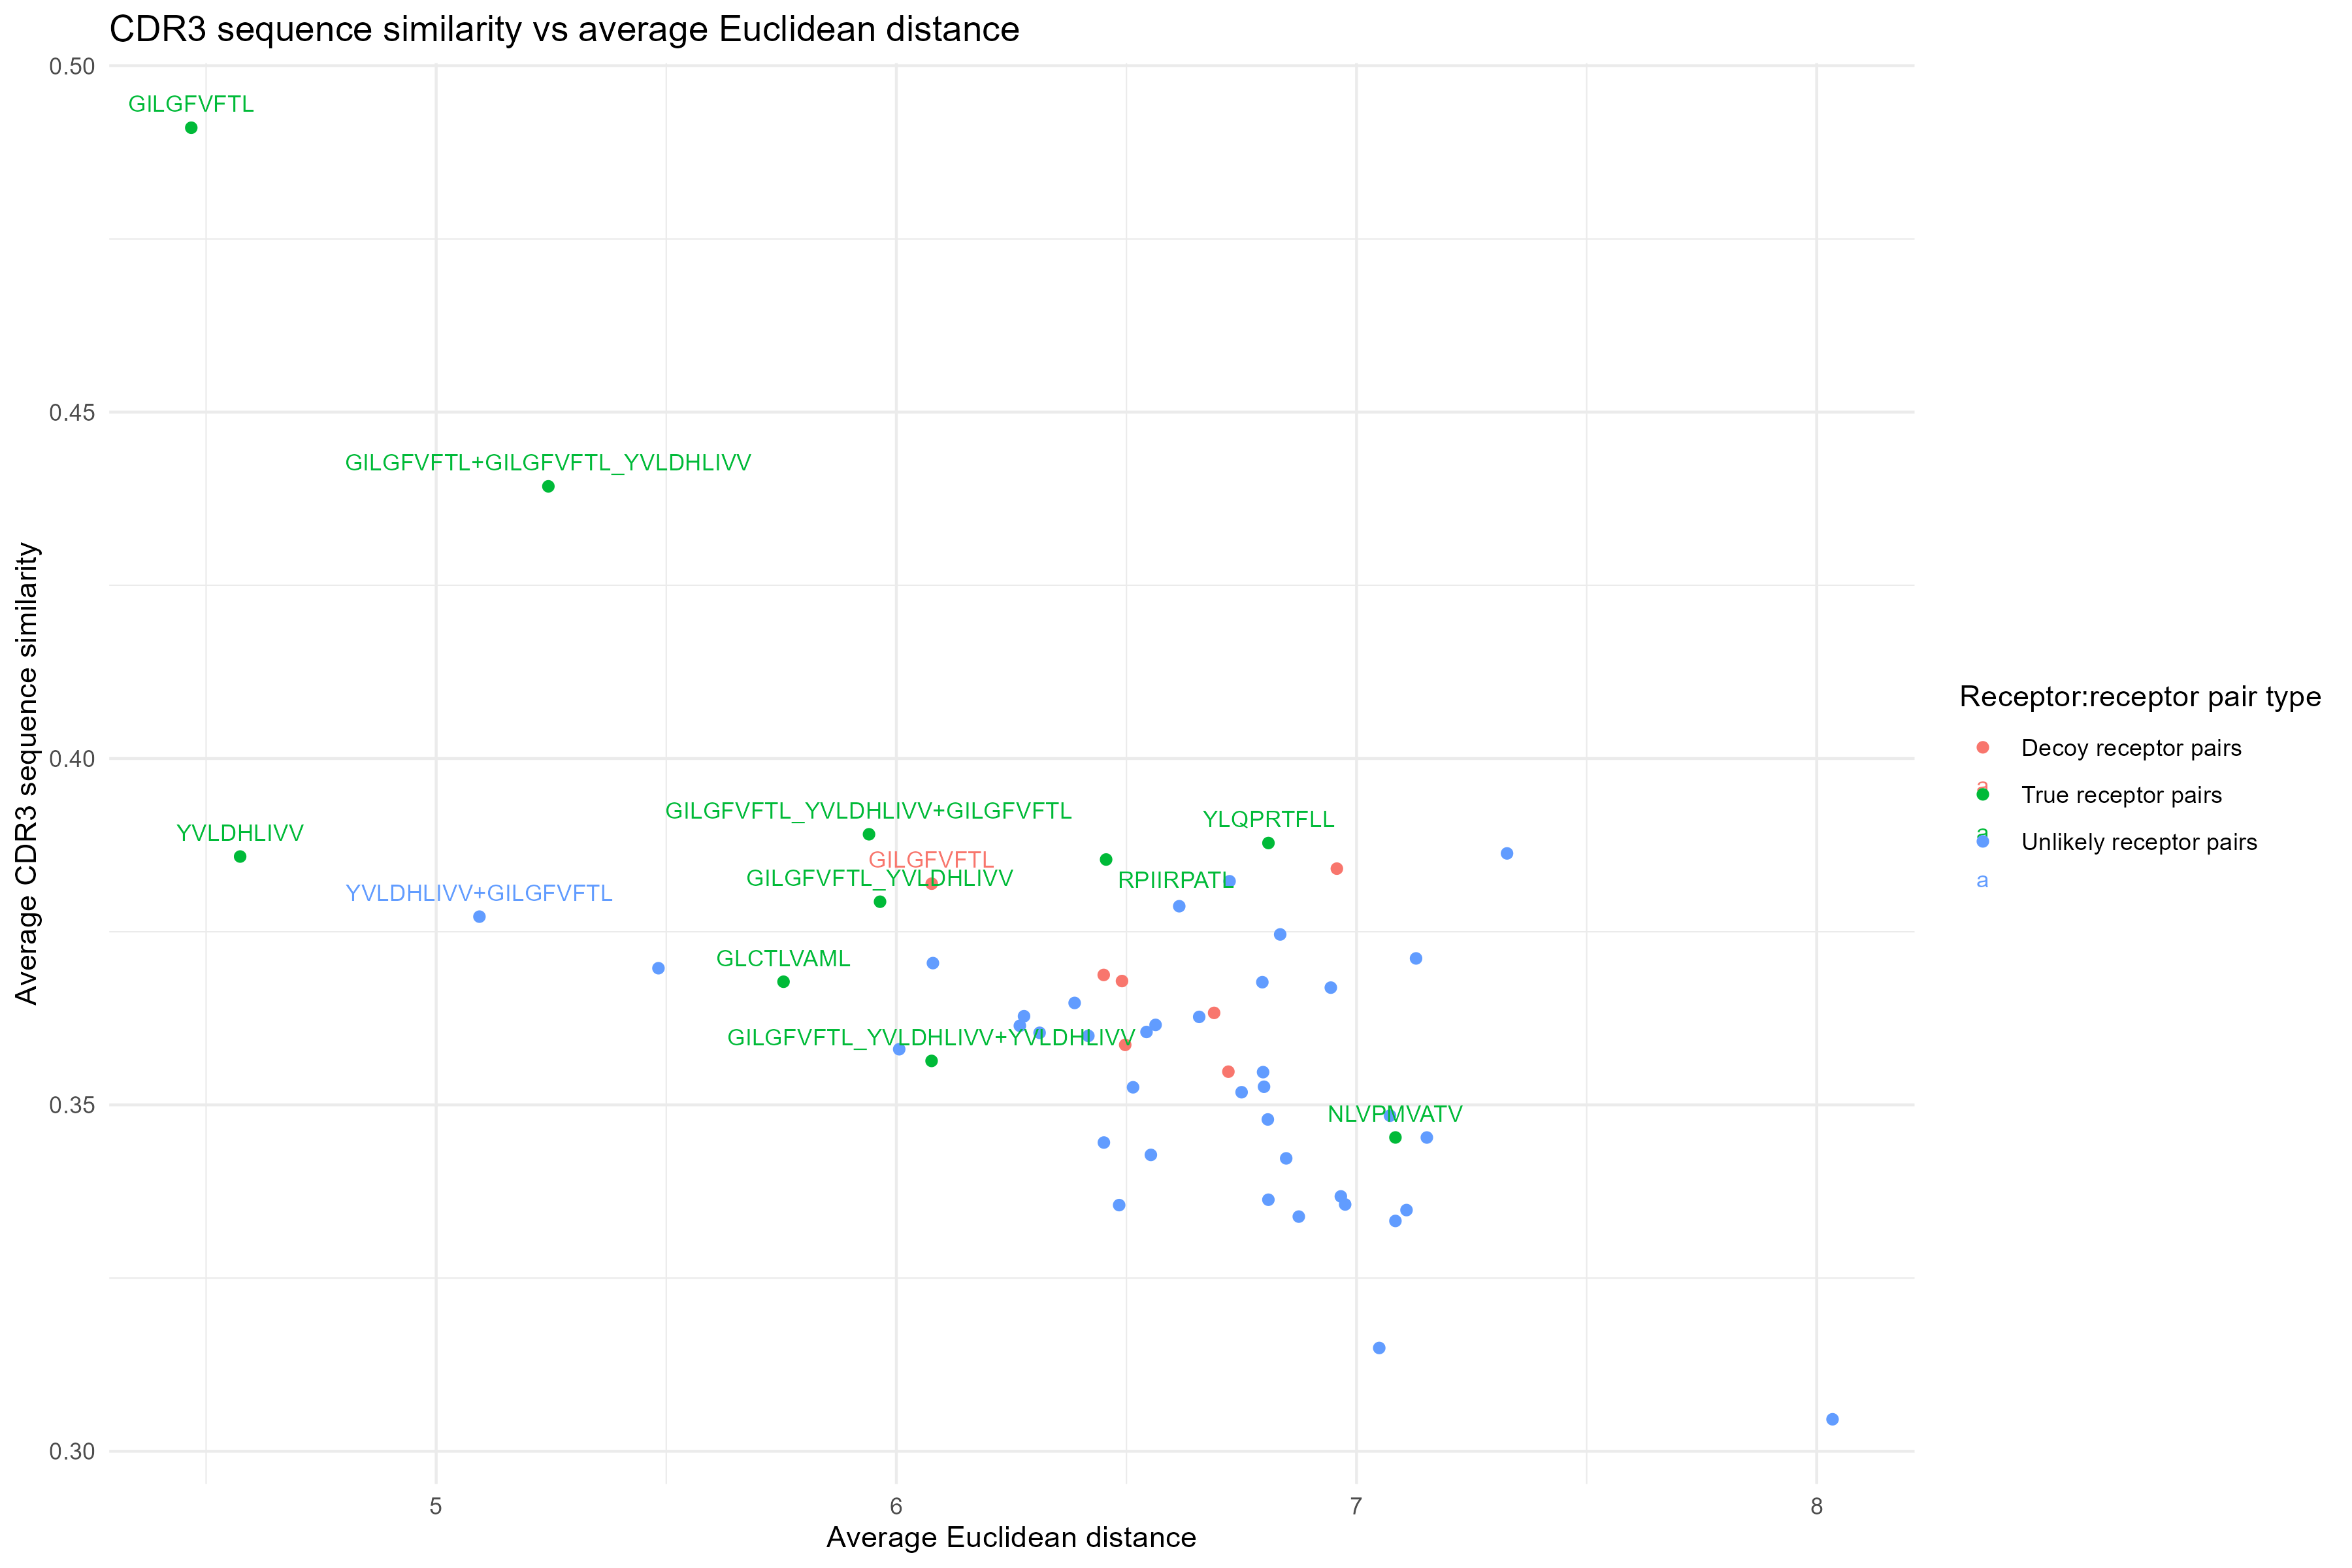 CDR3 sequence similarity vs average Euclidean distance
0.50
GILGFVFTL
0.45
GILGFVFTL+GILGFVFTL_YVLDHLIVV
Average CDR3 sequence similarity
Receptor:receptor pair type
Decoy receptor pairs
a
True receptor pairs
a
Unlikely receptor pairs
a
0.40
GILGFVFTL_YVLDHLIVV+GILGFVFTL
YLQPRTFLL
YVLDHLIVV
GILGFVFTL
GILGFVFTL_YVLDHLIVV
RPIIRPATL
YVLDHLIVV+GILGFVFTL
GLCTLVAML
GILGFVFTL_YVLDHLIVV+YVLDHLIVV
0.35
NLVPMVATV
0.30
5
6
7
8
Average Euclidean distance